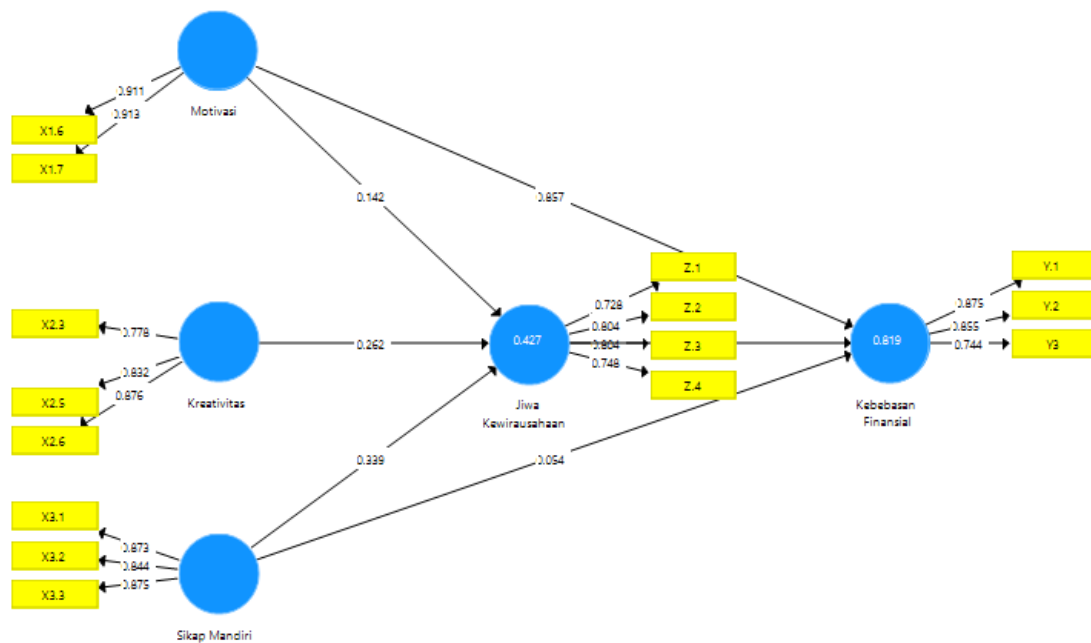 0.911
0.913
X1.6
X1.7
Motivasi
0.142
0.857
X2.3
0.778
0.832
0.876
X2.5
X2.6
Kreativitas
0.262
0.427
Jiwa
Kewirausahaan
0.728
0.804
0.804
0.748
Z.1
Z.2
Z.3
Z.4
0.819
Kebebasan
Finansial
0.875
0.855
0.744
Y.1
Y.2
Y3
0.339
0.054
X3.1
X3.2
X3.3
0.873
0.844
0.875
Sikap Mandiri